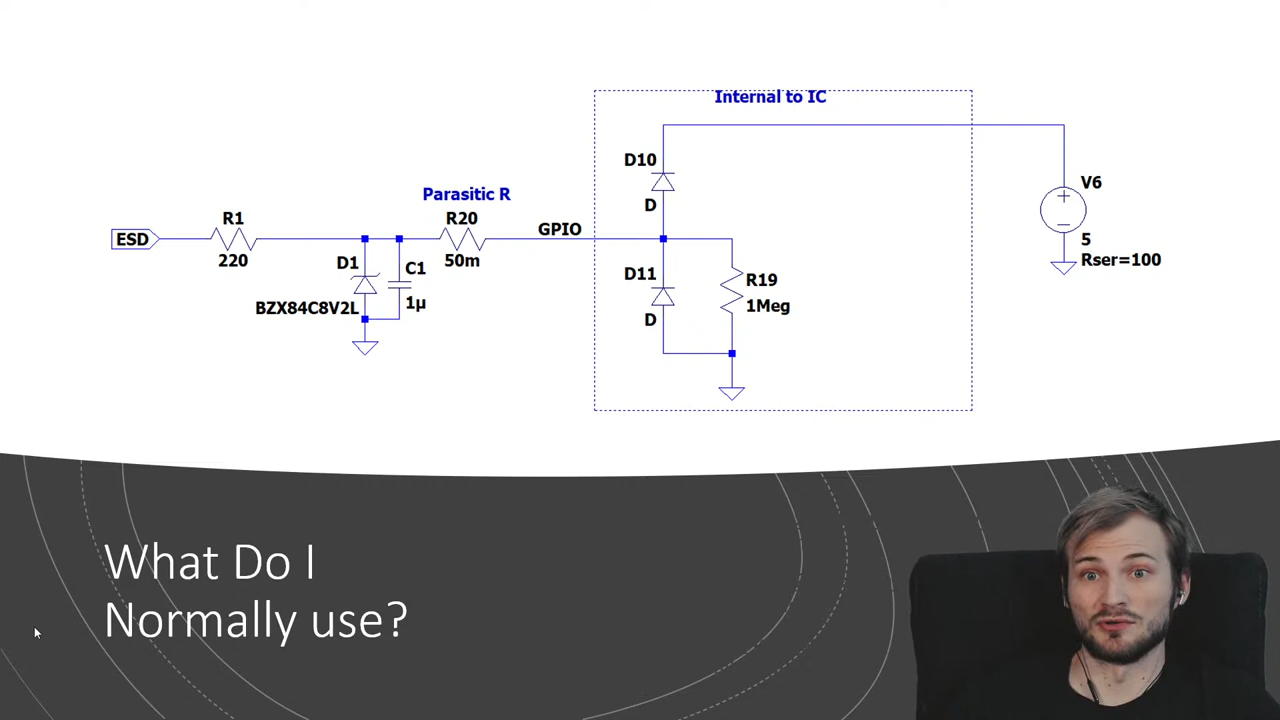 Internal to IC
D10
D
V6
5
Rser=100
Parasitic R
ESD
R1
220
R20
50m
GPIO
D1
BZX84C8V2L
C1
1µ
D11
D
R19
1Meg
What Do I
Normally use?